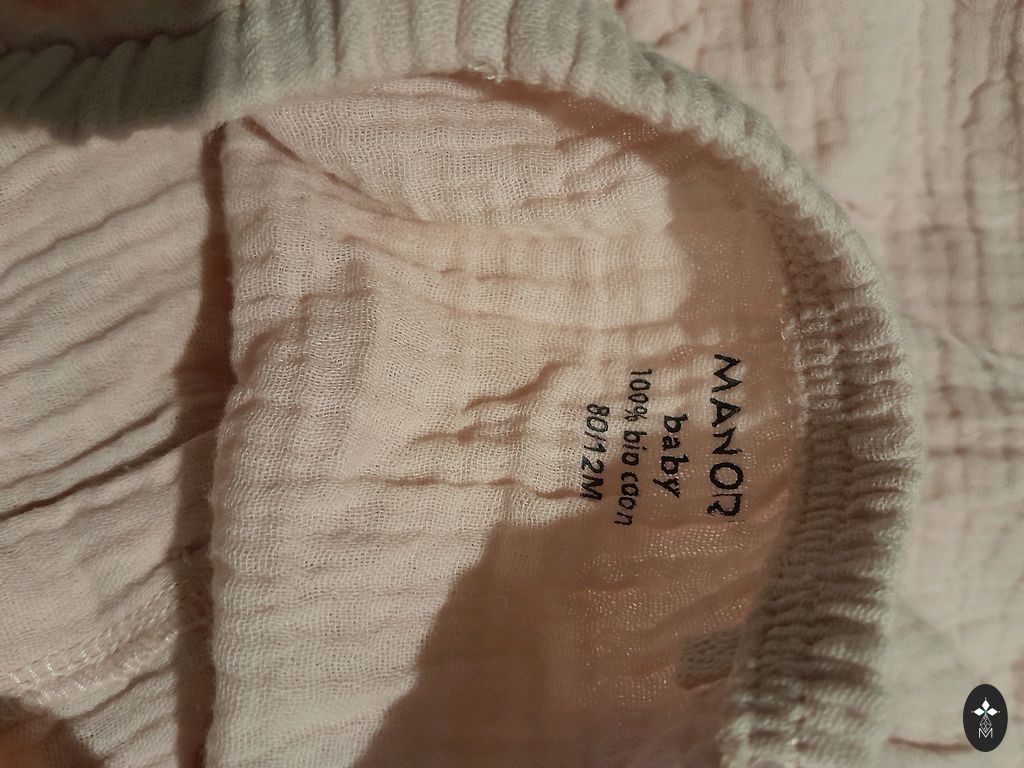 MANOR
baby
100% bio coon
80/12M